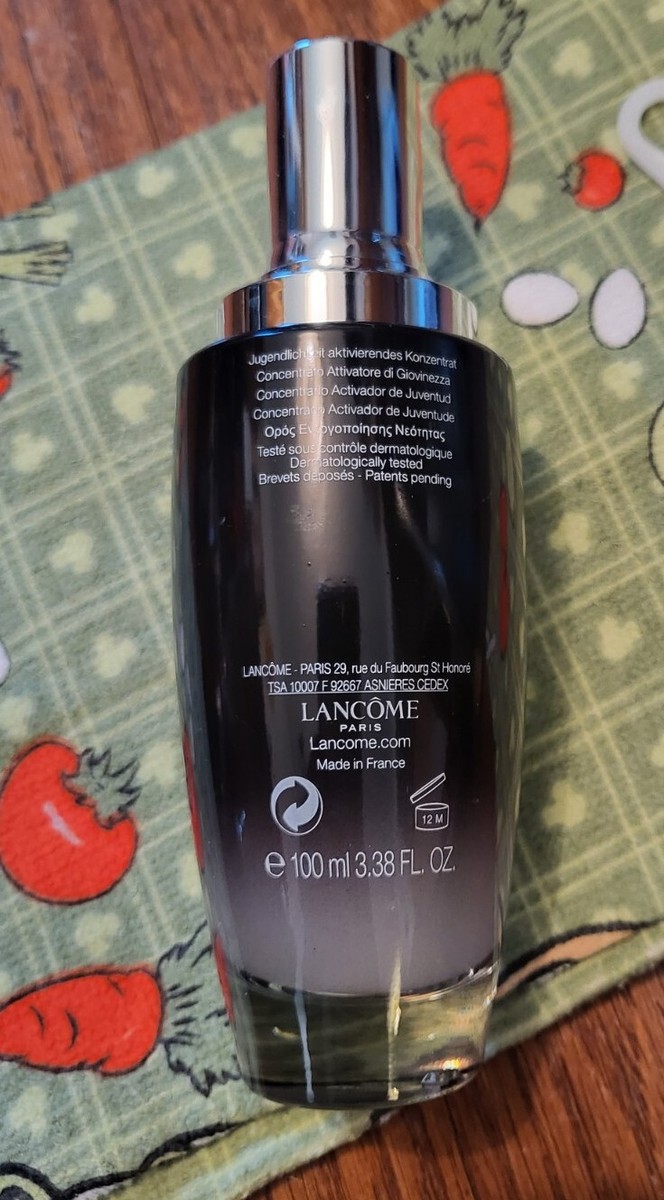 Jugendlichkeit aktivierendes Konzentrat
Concentrato Attivatore di Giovinezza
Concentrado Activador de Juventud
Concentrado Activador de Juventude
Ορός Ενεργοποίησης Νεότητας
Testé sous contrôle dermatologique
Dermatologically tested
Brevets déposés - Patents pending
LANCÔME - PARIS 29, rue du Faubourg St Honoré
TSA 10007 F 92667 ASNIERES CEDEX
LANCÔME
PARIS
Lancome.com
Made in France
12 M
e 100 ml 3.38 FL. OZ.